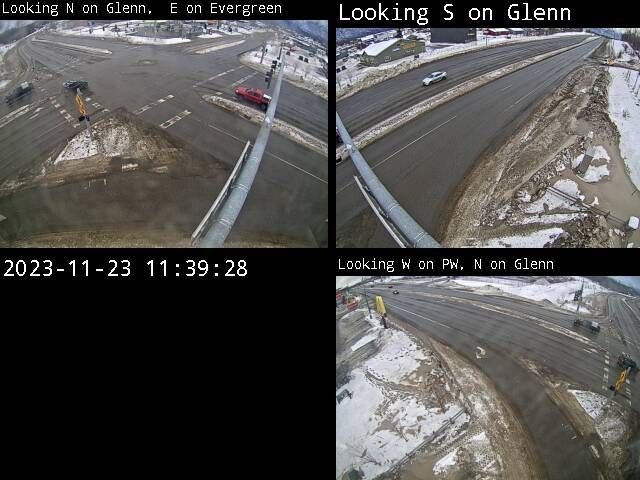 Looking N on Glenn, E on Evergreen
Looking S on Glenn
2023-11-23 11:39:28
Looking W on PW, N on Glenn